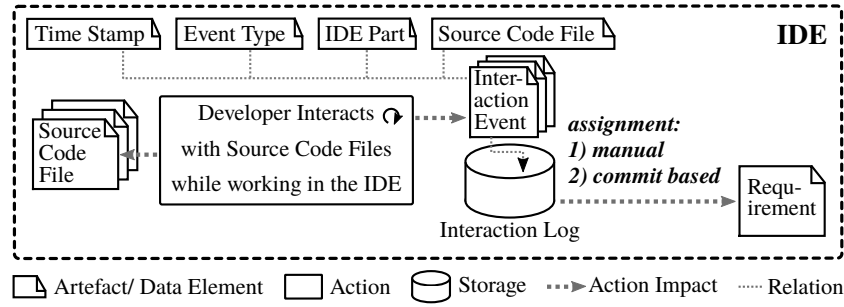 Time Stamp
Event Type
IDE Part
Source Code File
IDE
Inter-
action
Event
Developer Interacts
with Source Code Files
while working in the IDE
Source
Code
File
assignment:
1) manual
2) commit based
Requ-
irement
Interaction Log
Artefact/ Data Element
Action
Storage
Action Impact
Relation